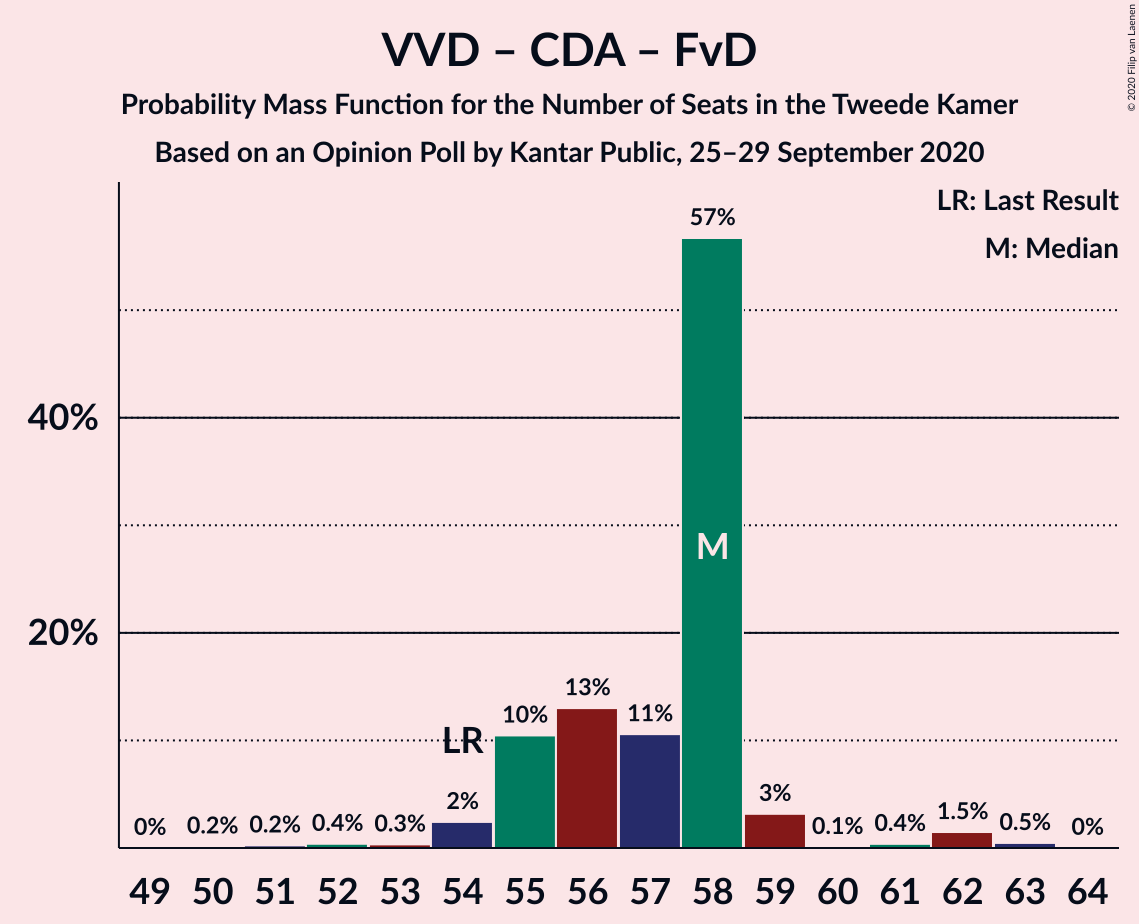 VVD – CDA – FvD
Probability Mass Function for the Number of Seats in the Tweede Kamer
Based on an Opinion Poll by Kantar Public, 25–29 September 2020
© 2020 Filip van Laenen
LR: Last Result
M: Median
57%
40%
M
20%
13%
10%
11%
LR
2%
3%
0%
0.2%
0.2%
0.4%
0.3%
0.1%
0.4%
1.5%
0.5%
0%
49 50 51 52 53 54 55 56 57 58 59 60 61 62 63 64